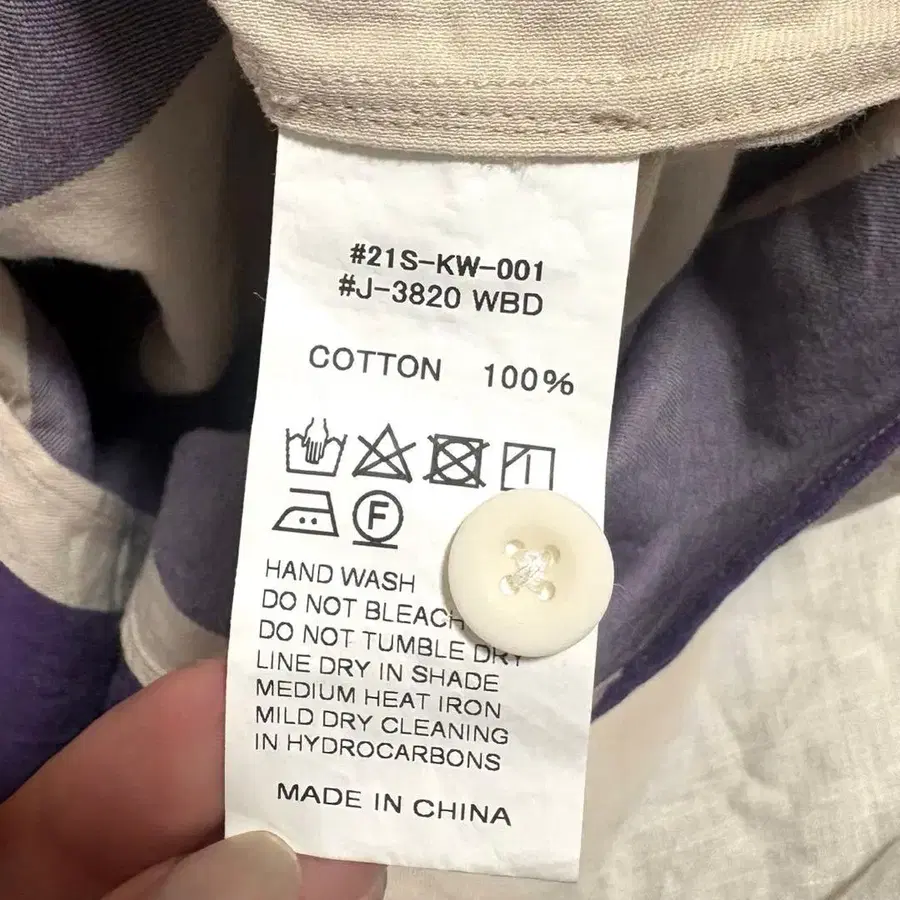 #21S-KW-001
#J-3820 WBD
COTTON 100%
F
HAND WASH
DO NOT BLEACH
DO NOT TUMBLE DRY
LINE DRY IN SHADE
MEDIUM HEAT IRON
MILD DRY CLEANING
IN HYDROCARBONS
MADE IN CHINA